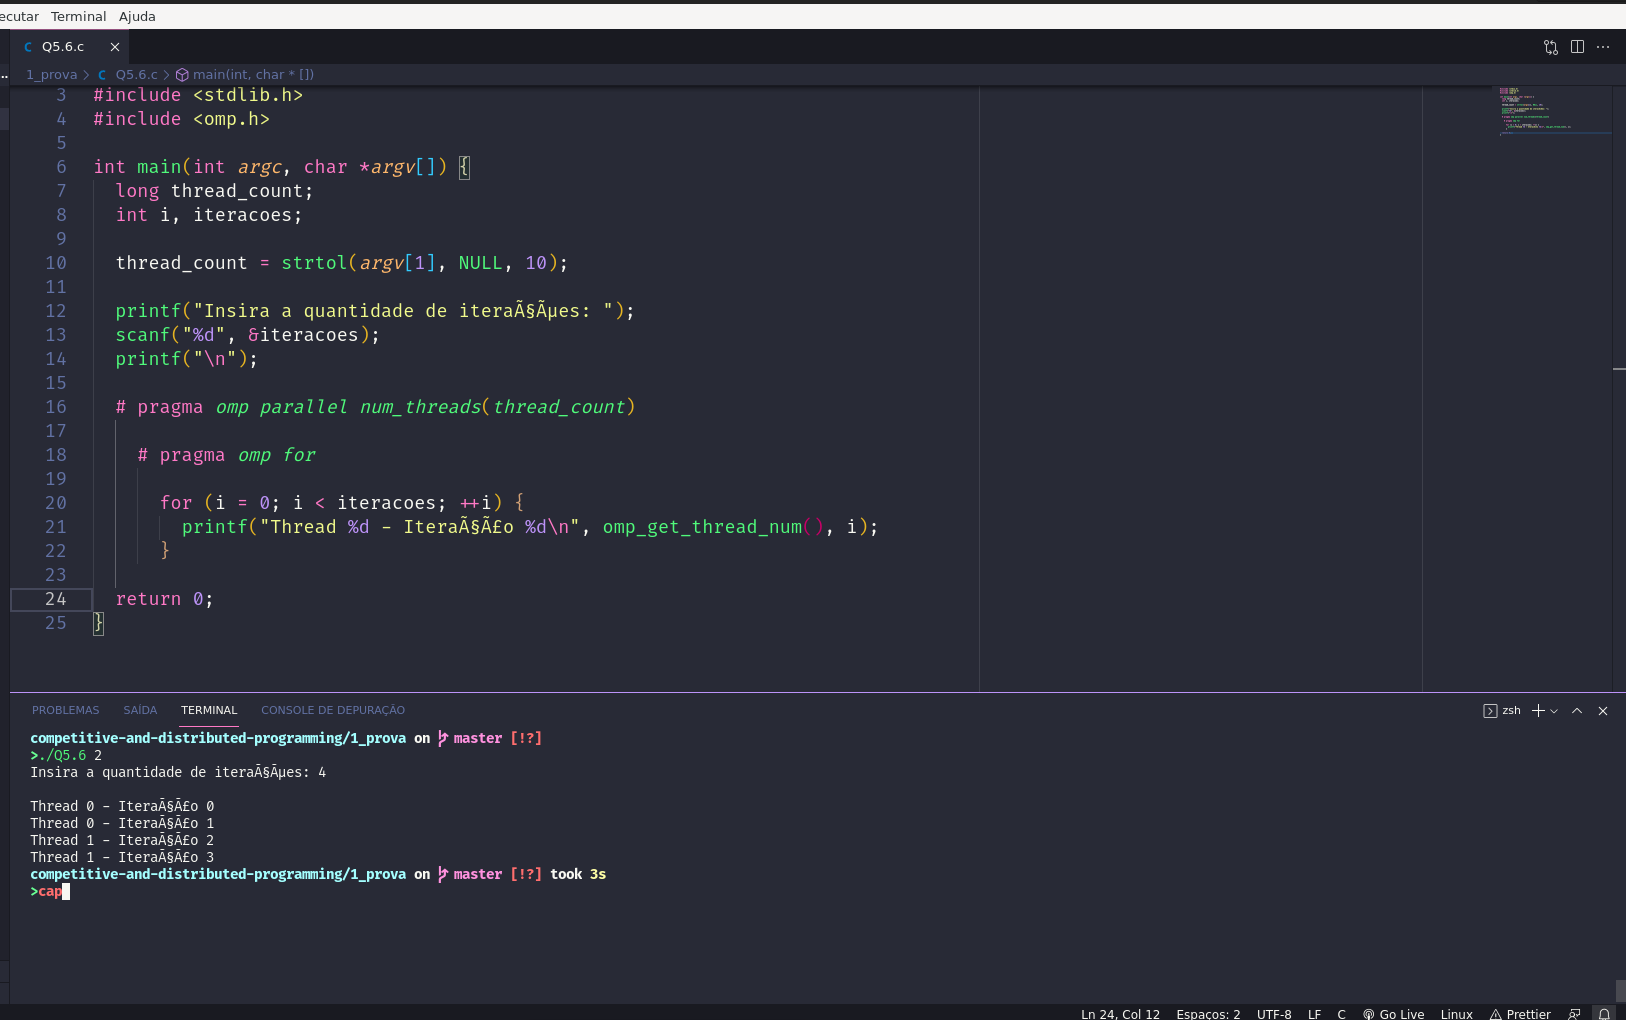 ecutar Terminal Ajuda
C Q5.6.c ×
1_prova > C Q5.6.c > main(int, char * [])
3 #include <stdlib.h>
4 #include <omp.h>
5
6 int main(int argc, char *argv[]) {
7 long thread_count;
8 int i, iteracoes;
9
10 thread_count = strtol(argv[1], NULL, 10);
11
12 printf("Insira a quantidade de iteraÃ§Ãµes: ");
13 scanf("%d", &iteracoes);
14 printf("\n");
15
16 # pragma omp parallel num_threads(thread_count)
17
18 # pragma omp for
19
20 for (i = 0; i < iteracoes; ++i) {
21 printf("Thread %d - IteraÃ§Ã£o %d\n", omp_get_thread_num(), i);
22 }
23
24 return 0;
25 }
PROBLEMAS SAÍDA TERMINAL CONSOLE DE DEPURAÇÃO
zsh
competitive-and-distributed-programming/1_prova on master [!?]
>./Q5.6 2
Insira a quantidade de iteraÃ§Ãµes: 4
Thread 0 - IteraÃ§Ã£o 0
Thread 0 - IteraÃ§Ã£o 1
Thread 1 - IteraÃ§Ã£o 2
Thread 1 - IteraÃ§Ã£o 3
competitive-and-distributed-programming/1_prova on master [!?] took 3s
>cap
Ln 24, Col 12 Espaços: 2 UTF-8 LF C Go Live Linux Prettier